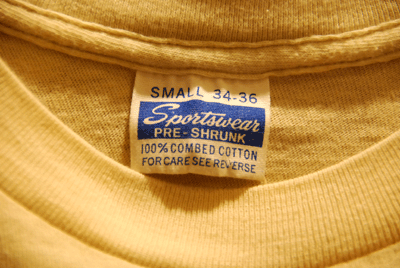 SMALL 34-36
Sportswear
PRE-SHRUNK
100% COMBED COTTON
FOR CARE SEE REVERSE